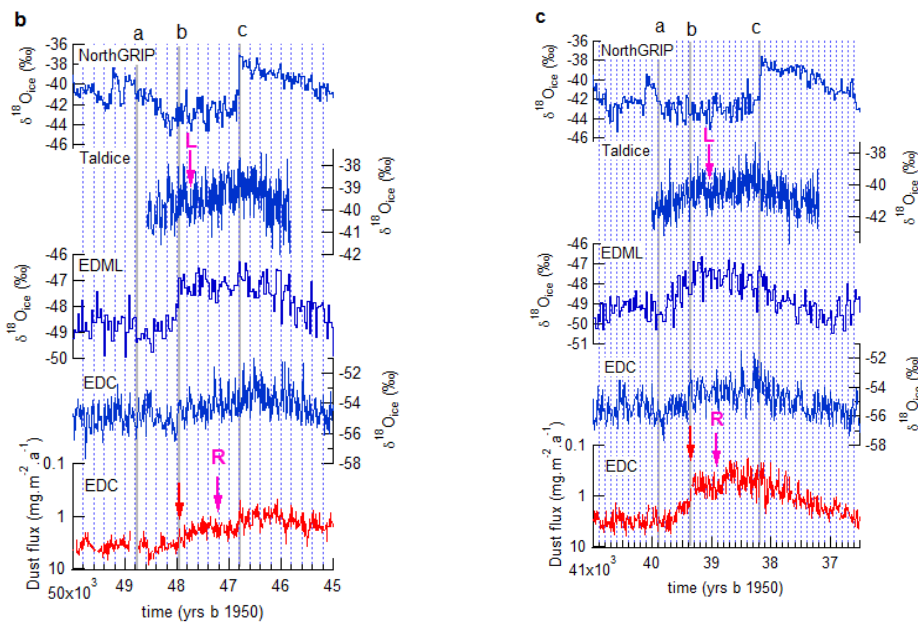 b
a b c
-36
NorthGRIP
-38
-40
-42
-44
-46
δ18Oice (‰)
L
Taldice
-38
-39
-40
-41
-42
δ18Oice (‰)
-46
EDML
-47
-48
-49
-50
δ18Oice (‰)
EDC
-52
-54
-56
-58
δ18Oice (‰)
R
0.1
EDC
1
10
Dust flux (mg.m-2.a-1)
50x103
49 48 47 46 45
time (yrs b 1950)
c
a b c
-36
NorthGRIP
-38
-40
-42
-44
-46
δ18Oice (‰)
L
Taldice
-38
-40
-42
δ18Oice (‰)
-46
EDML
-47
-48
-49
-50
-51
δ18Oice (‰)
EDC
-52
-54
-56
-58
δ18Oice (‰)
R
0.1
EDC
1
10
Dust flux (mg.m-2.a-1)
41x103
40 39 38 37
time (yrs b 1950)